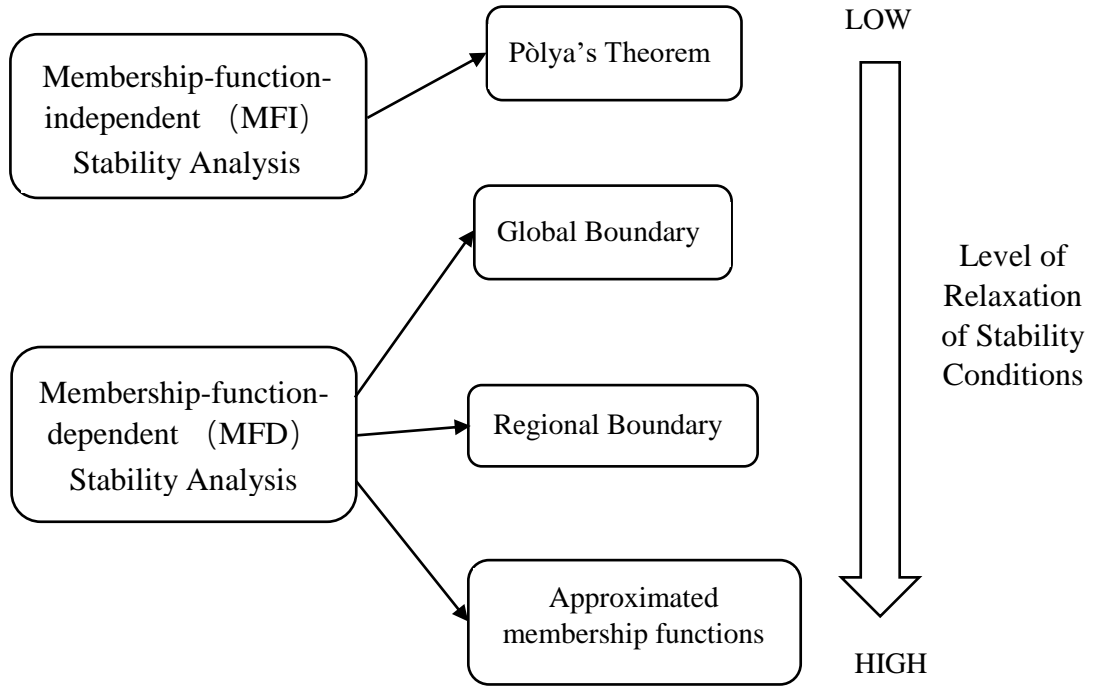 LOW
Pòlya’s Theorem
Membership-function-
independent （MFI）
Stability Analysis
Global Boundary
Level of
Relaxation
of Stability
Conditions
Membership-function-
dependent （MFD）
Stability Analysis
Regional Boundary
Approximated
membership functions
HIGH